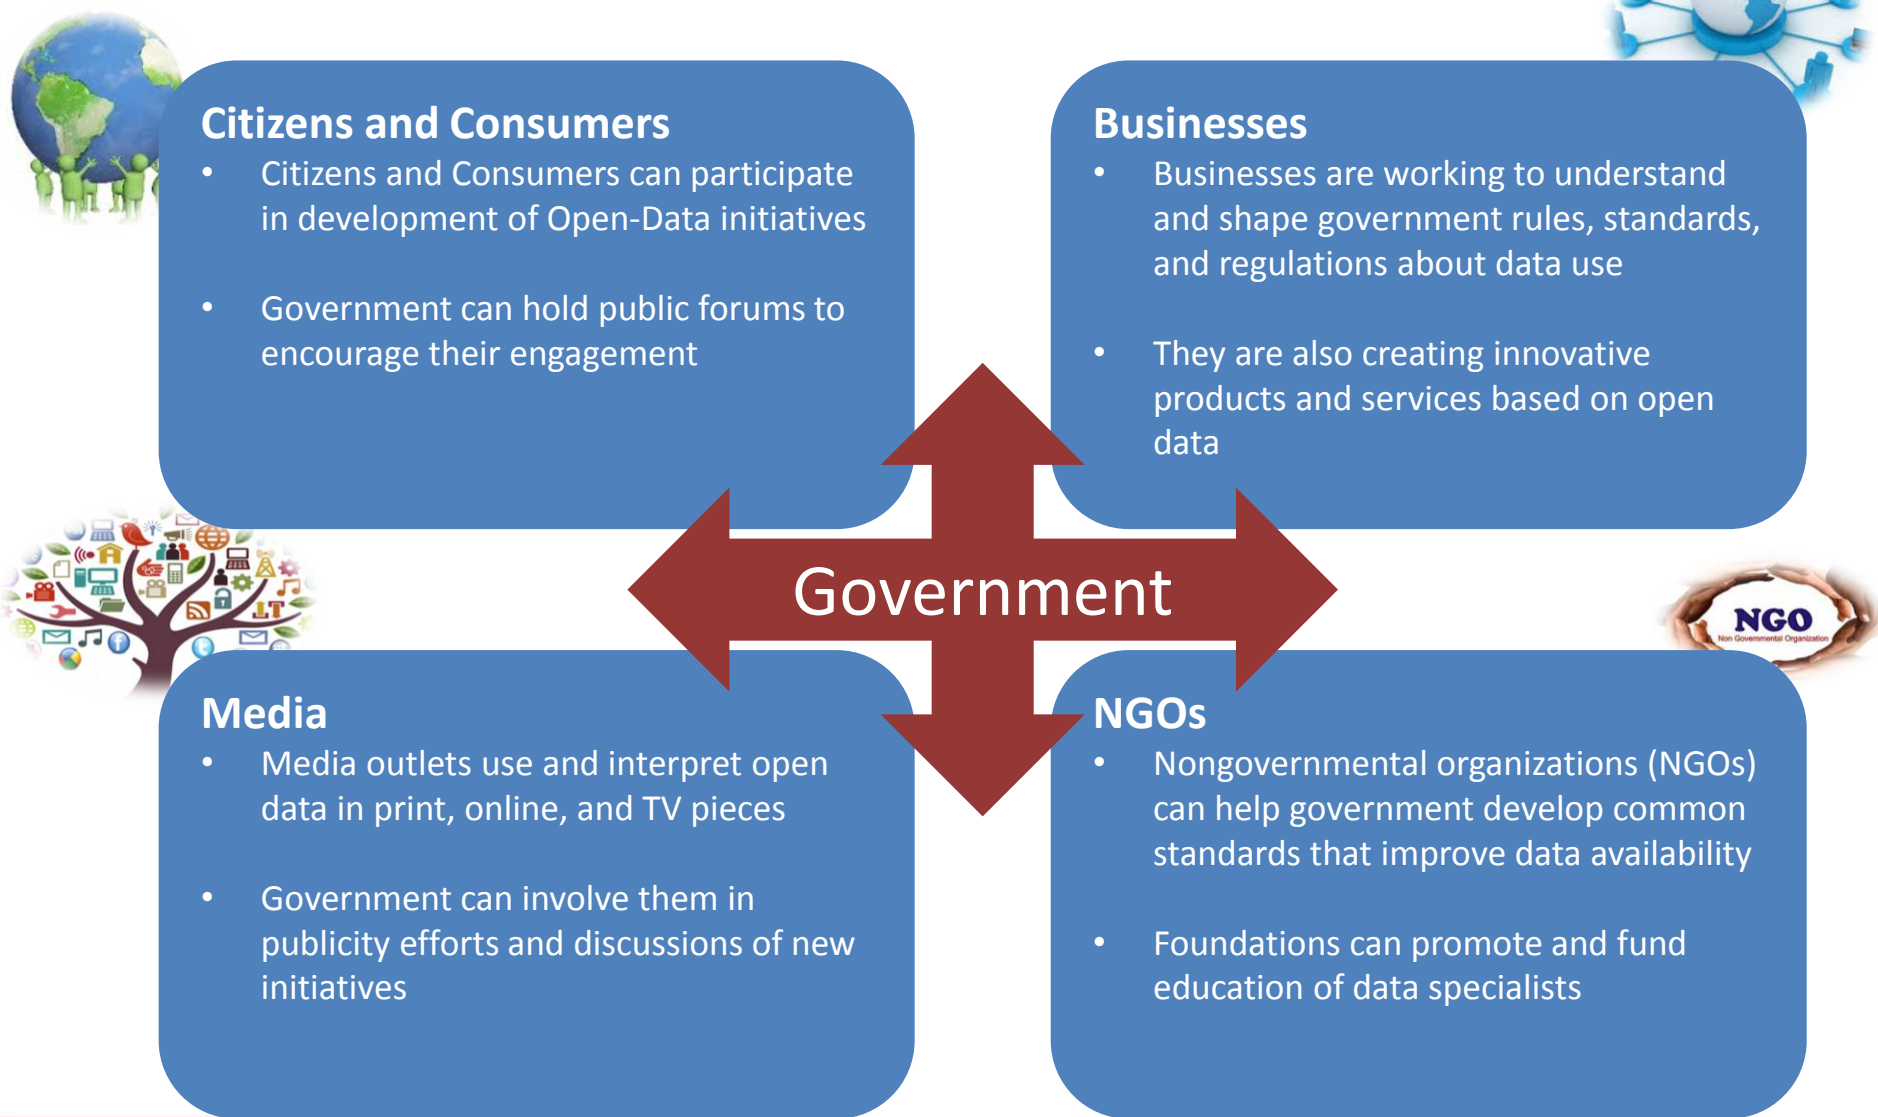 Citizens and Consumers
• Citizens and Consumers can participate
in development of Open-Data initiatives
• Government can hold public forums to
encourage their engagement
Businesses
• Businesses are working to understand
and shape government rules, standards,
and regulations about data use
• They are also creating innovative
products and services based on open
data
Government
NGO
Non Governmental Organization
Media
• Media outlets use and interpret open
data in print, online, and TV pieces
• Government can involve them in
publicity efforts and discussions of new
initiatives
NGOs
• Nongovernmental organizations (NGOs)
can help government develop common
standards that improve data availability
• Foundations can promote and fund
education of data specialists